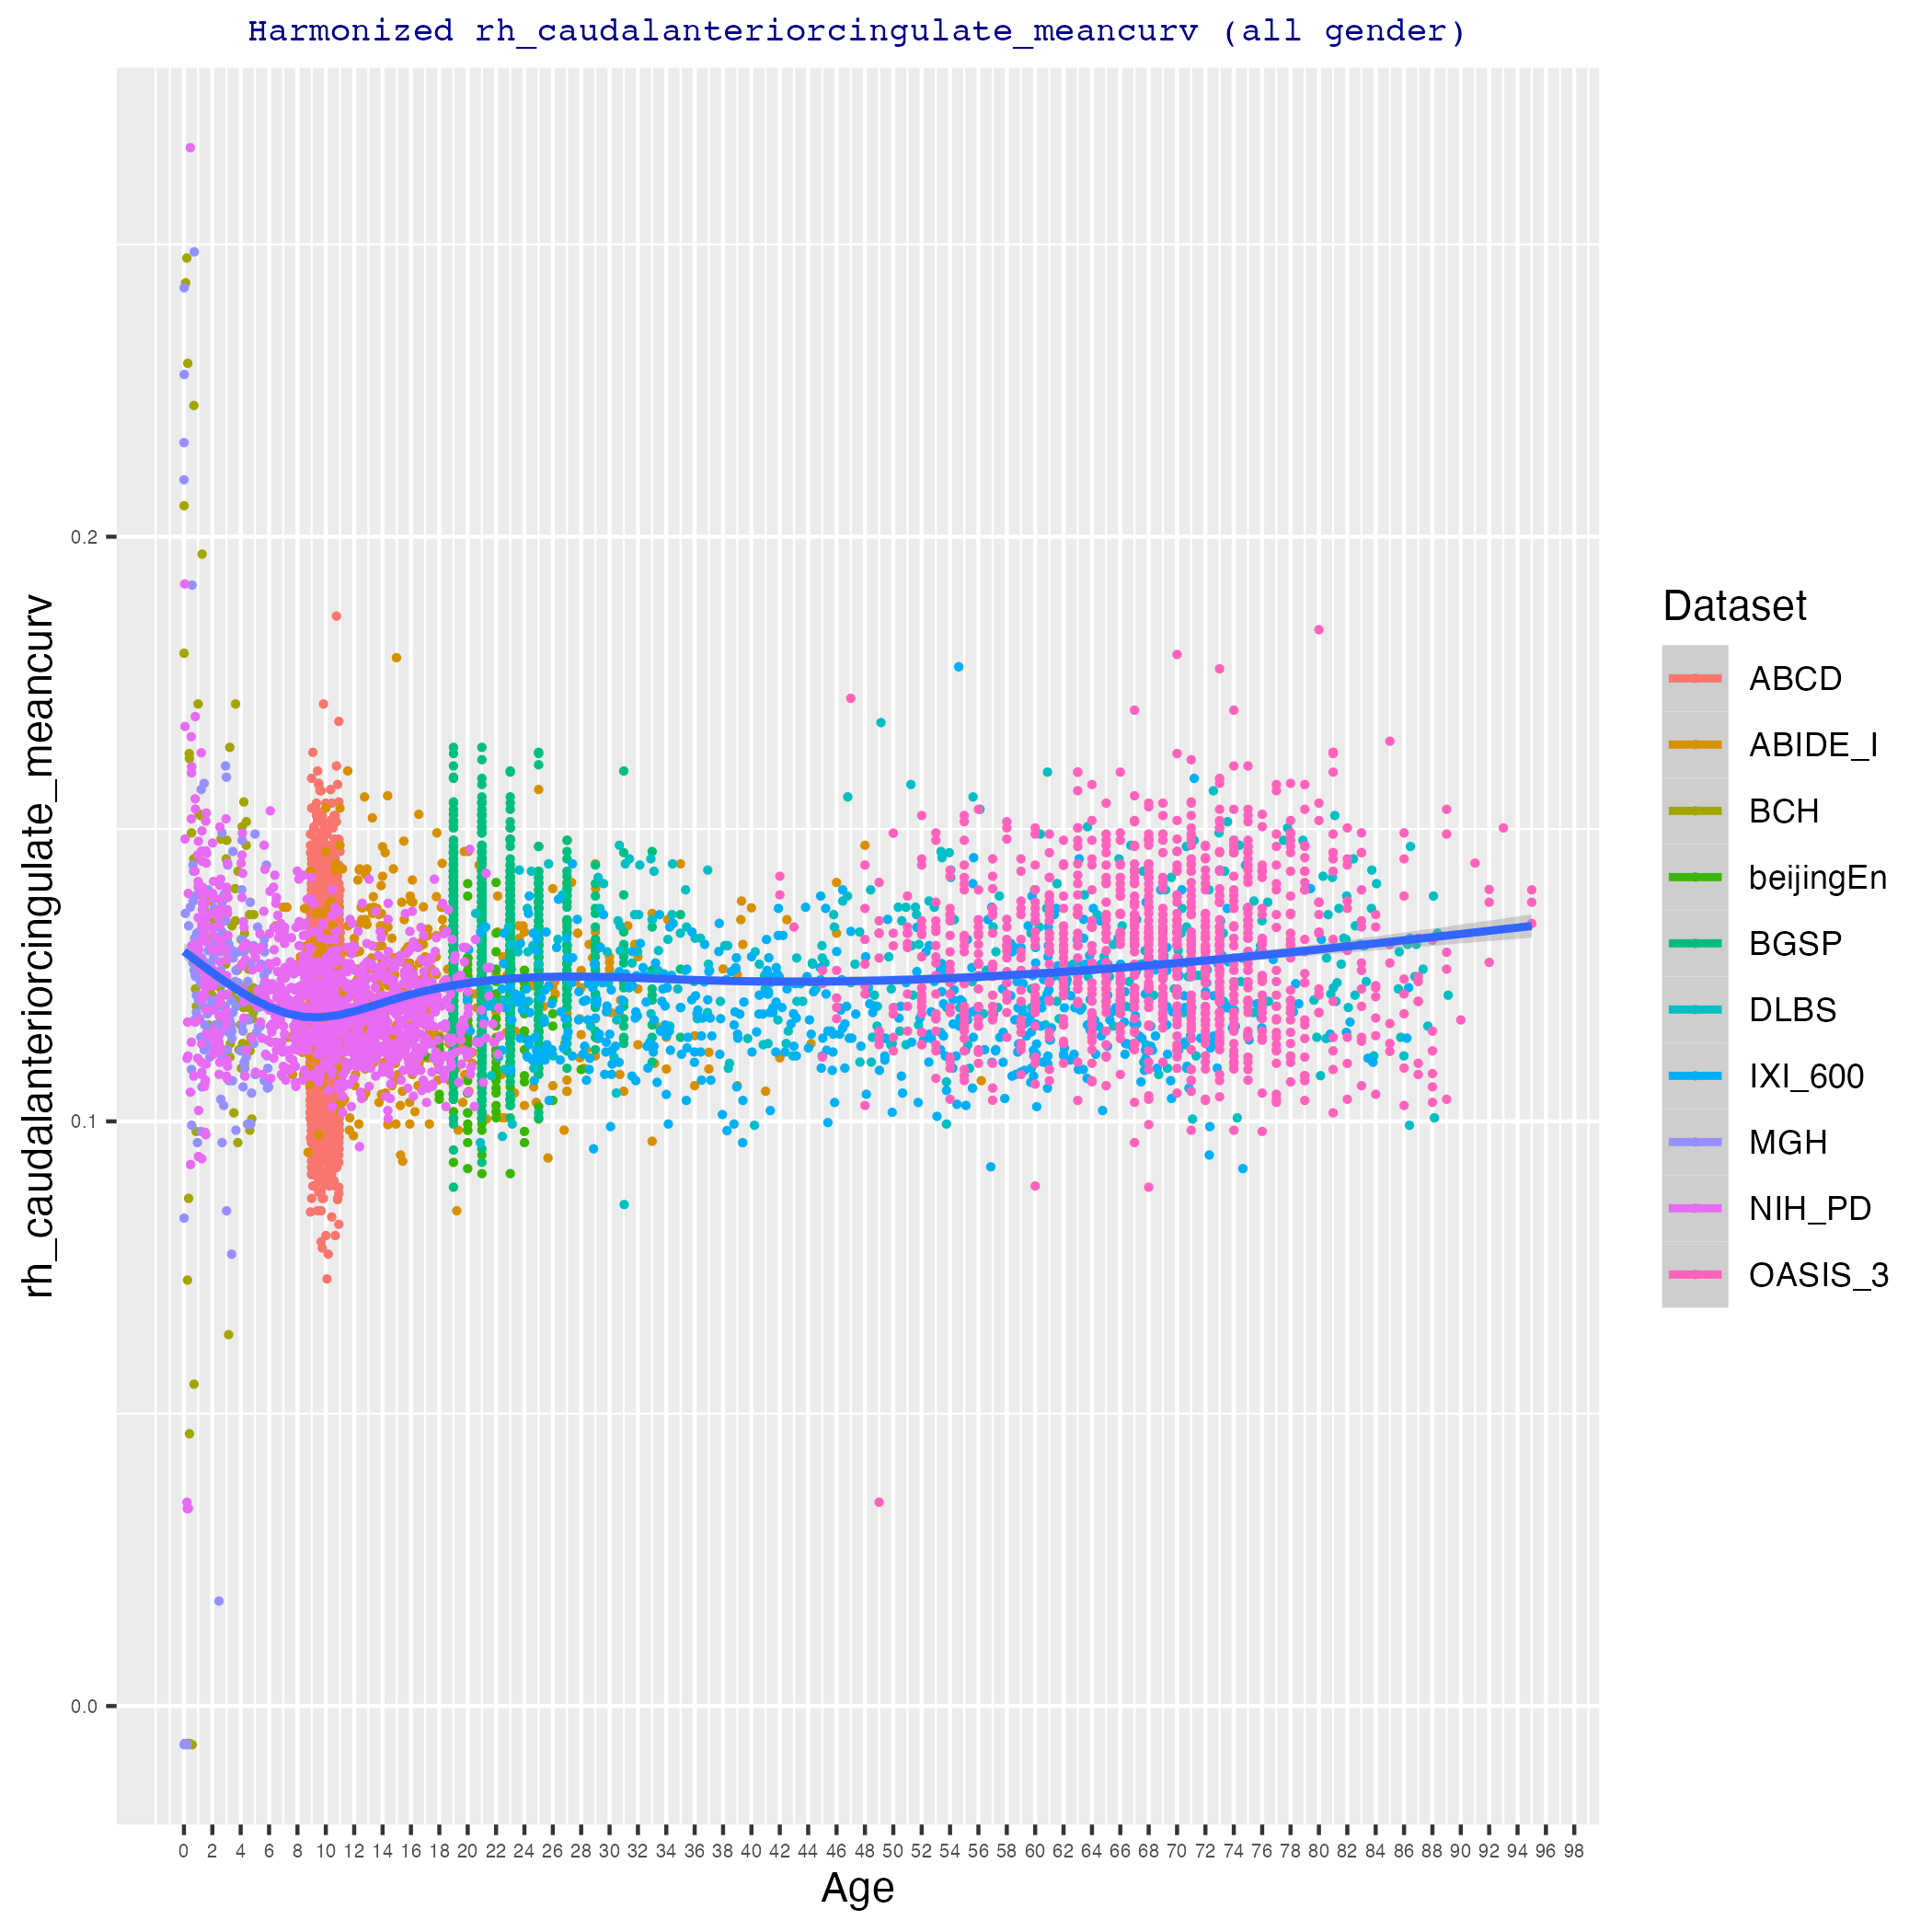 Harmonized rh_caudalanteriorcingulate_meancurv (all gender)
rh_caudalanteriorcingulate_meancurv
0.2
0.1
0.0
0 2 4 6 8 10 12 14 16 18 20 22 24 26 28 30 32 34 36 38 40 42 44 46 48 50 52 54 56 58 60 62 64 66 68 70 72 74 76 78 80 82 84 86 88 90 92 94 96 98
Age
Dataset
ABCD
ABIDE_I
BCH
beijingEn
BGSP
DLBS
IXI_600
MGH
NIH_PD
OASIS_3